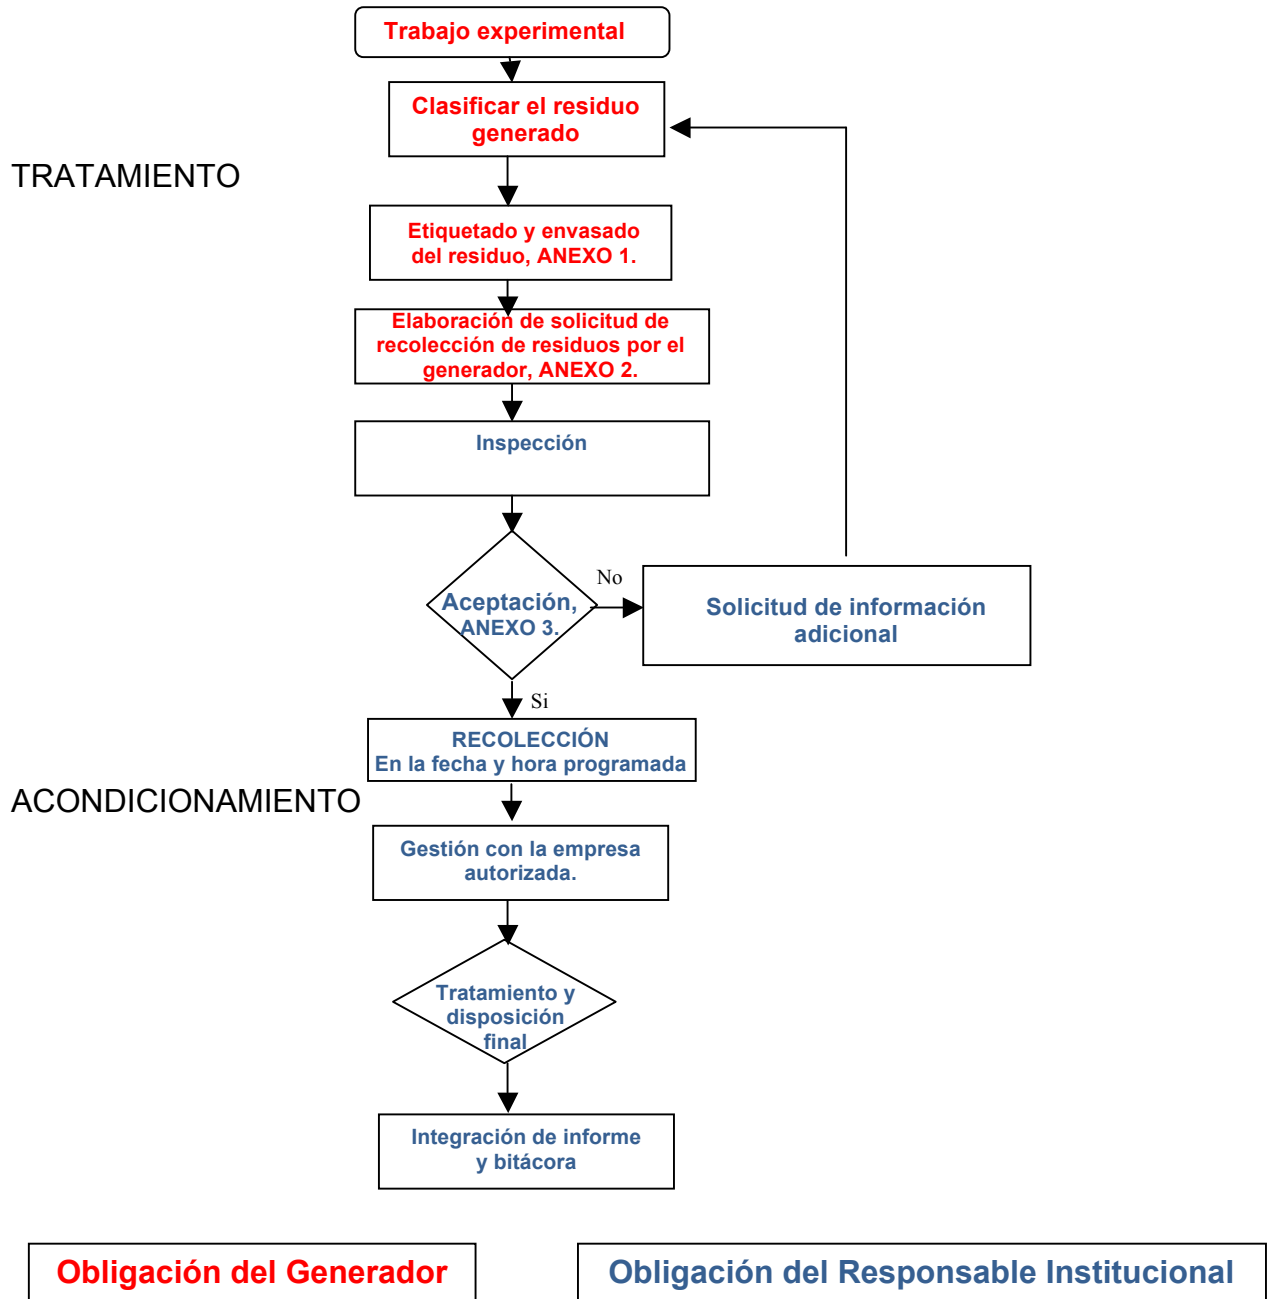 Trabajo experimental
Clasificar el residuo
generado
TRATAMIENTO
Etiquetado y envasado
del residuo, ANEXO 1.
Elaboración de solicitud de
recolección de residuos por el
generador, ANEXO 2.
Inspección
Aceptación,
ANEXO 3.
No
Solicitud de información
adicional
Si
RECOLECCIÓN
En la fecha y hora programada
ACONDICIONAMIENTO
Gestión con la empresa
autorizada.
Tratamiento y
disposición
final
Integración de informe
y bitácora
Obligación del Generador
Obligación del Responsable Institucional